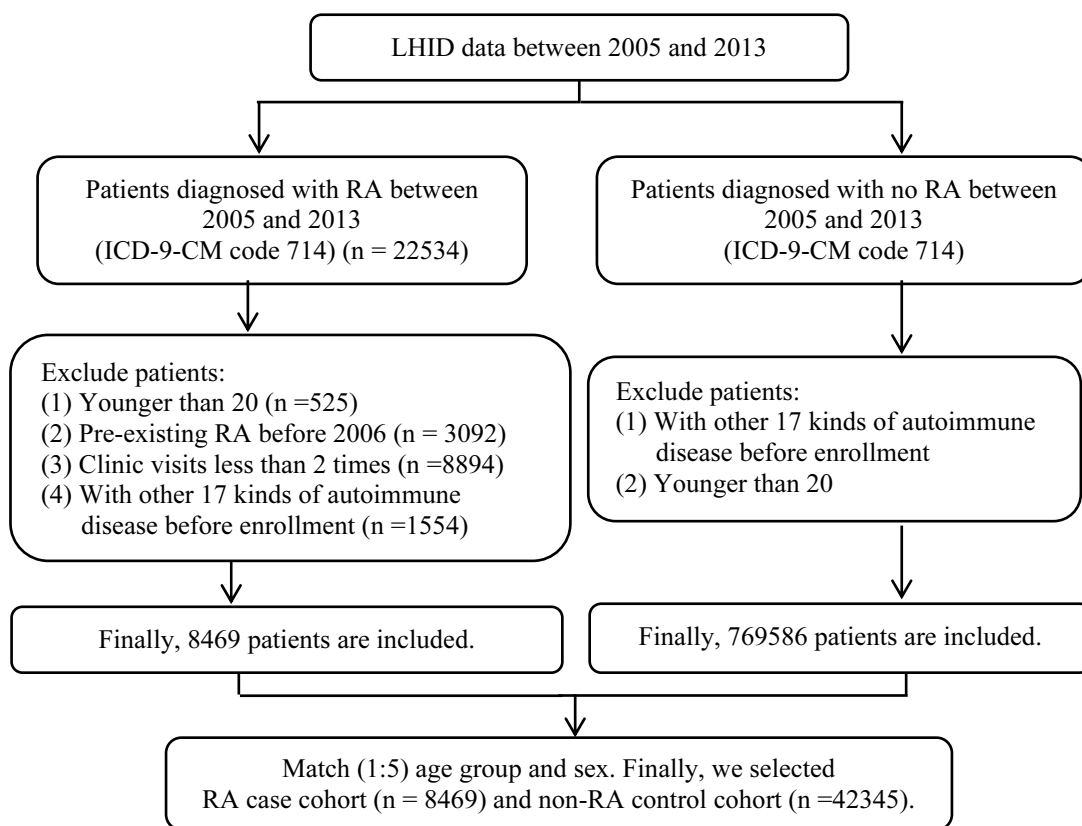 LHID data between 2005 and 2013
Patients diagnosed with RA between
2005 and 2013
(ICD-9-CM code 714) (n = 22534)
Patients diagnosed with no RA between
2005 and 2013
(ICD-9-CM code 714)
Exclude patients:
(1) Younger than 20 (n =525)
(2) Pre-existing RA before 2006 (n = 3092)
(3) Clinic visits less than 2 times (n =8894)
(4) With other 17 kinds of autoimmune
disease before enrollment (n =1554)
Exclude patients:
(1) With other 17 kinds of autoimmune
disease before enrollment
(2) Younger than 20
Finally, 8469 patients are included.
Finally, 769586 patients are included.
Match (1:5) age group and sex. Finally, we selected
RA case cohort (n = 8469) and non-RA control cohort (n =42345).